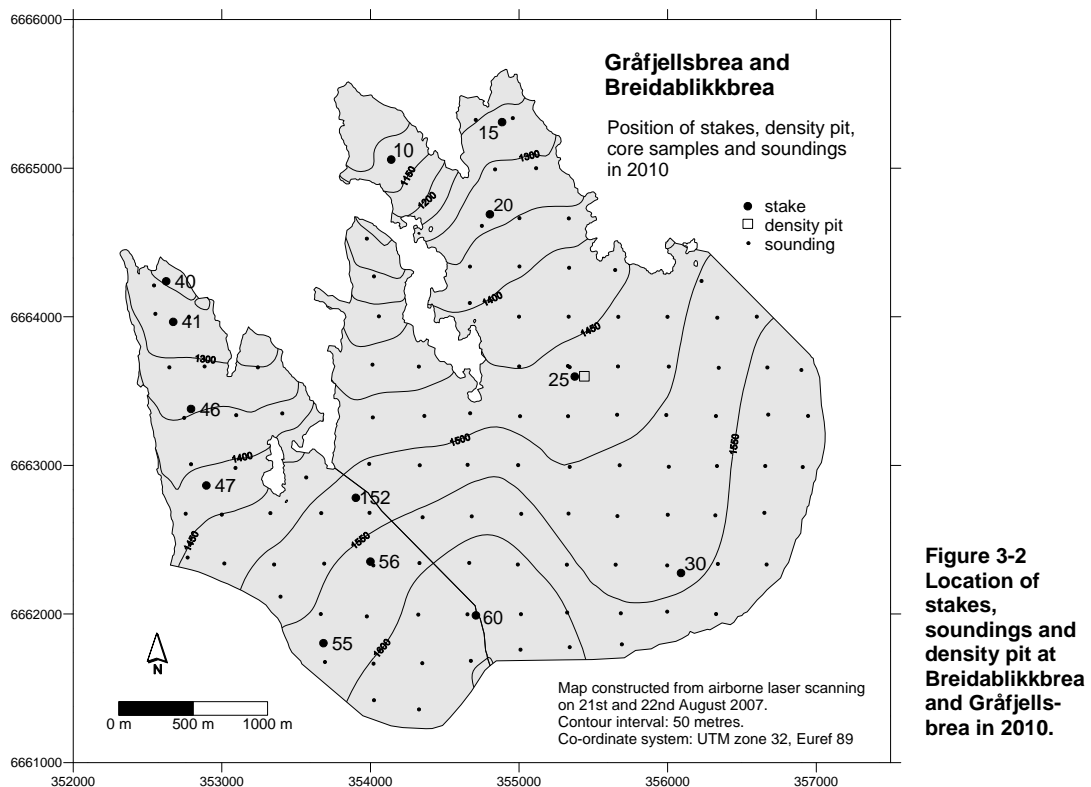 6666000
6665000
6664000
6663000
6662000
6661000
352000
353000
354000
355000
356000
357000
Gråfjellsbrea and
Breidablikkbrea
Position of stakes, density pit,
core samples and soundings
in 2010
stake
density pit
sounding
15
10
1300
1150
1200
20
40
1400
41
1450
1300
25
46
1500
1400
1550
47
152
1450
1550
56
30
60
55
1600
N
0 m 500 m 1000 m
Map constructed from airborne laser scanning
on 21st and 22nd August 2007.
Contour interval: 50 metres.
Co-ordinate system: UTM zone 32, Euref 89
Figure 3-2
Location of
stakes,
soundings and
density pit at
Breidablikkbrea
and Gråfjells-
brea in 2010.